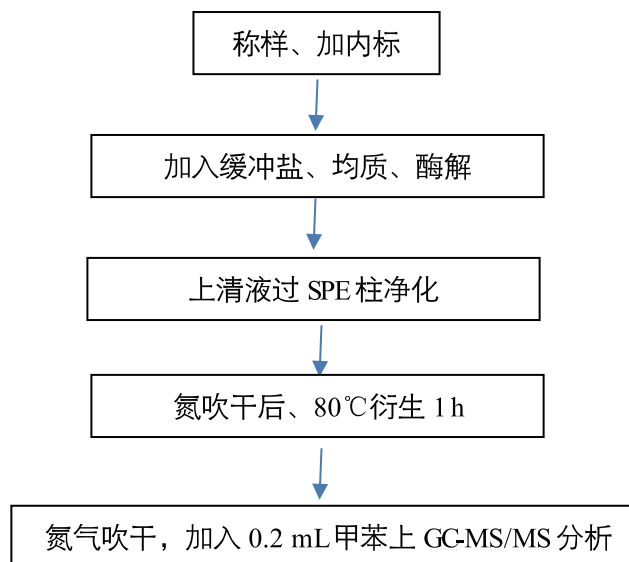 称样、加内标
加入缓冲盐、均质、酶解
上清液过 SPE 柱净化
氮吹干后、80℃衍生 1 h
氮气吹干，加入 0.2 mL 甲苯上 GC-MS/MS 分析